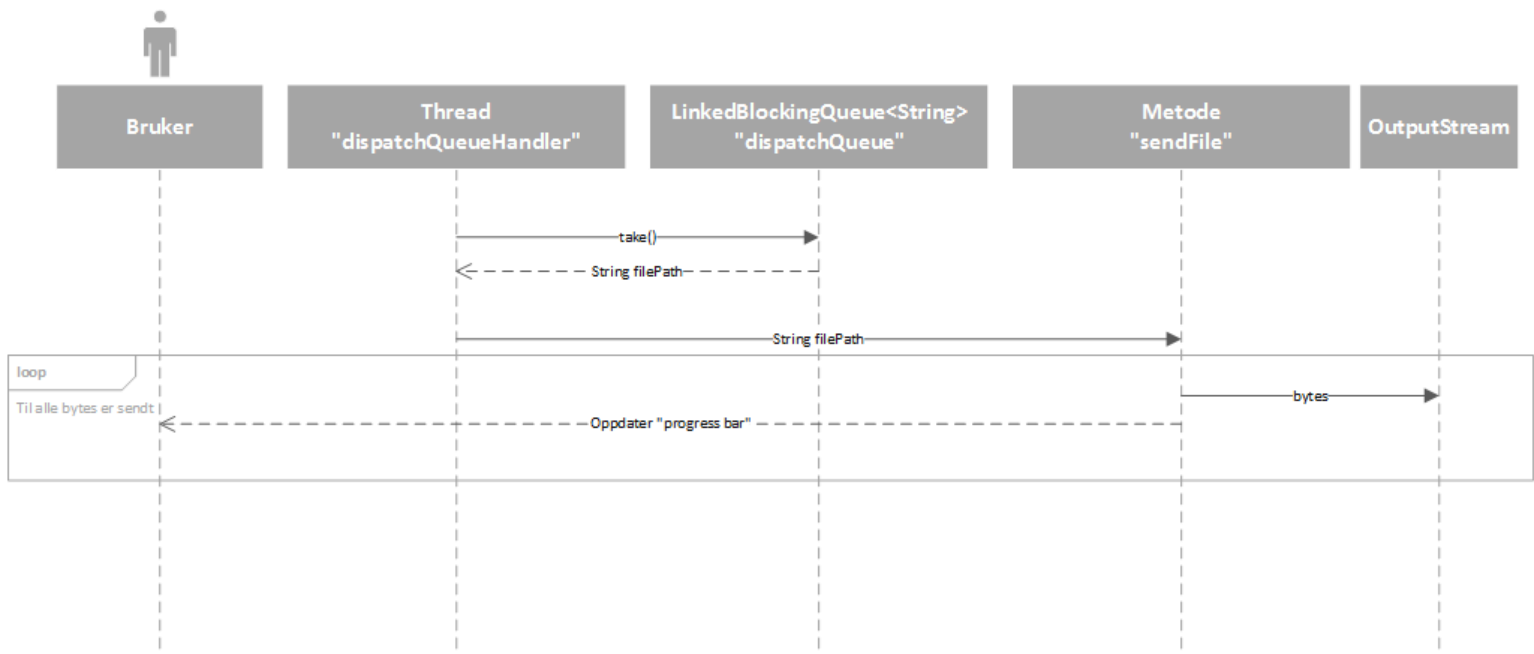 Bruker
Thread
"dispatchQueueHandler"
LinkedBlockingQueue<String>
"dispatchQueue"
Metode
"sendFile"
OutputStream
take()
String filePath
String filePath
loop
Til alle bytes er sendt
bytes
Oppdater "progress bar"